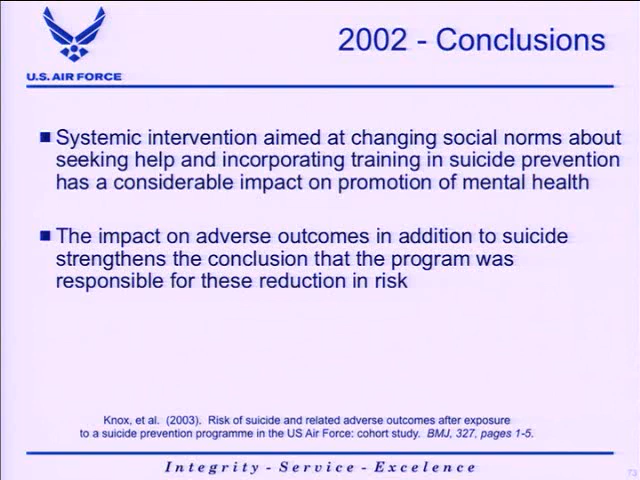 2002 - Conclusions
U.S. AIR FORCE
■ Systemic intervention aimed at changing social norms about
seeking help and incorporating training in suicide prevention
has a considerable impact on promotion of mental health
■ The impact on adverse outcomes in addition to suicide
strengthens the conclusion that the program was
responsible for these reduction in risk
Knox, et al. (2003). Risk of suicide and related adverse outcomes after exposure
to a suicide prevention programme in the US Air Force: cohort study. BMJ, 327, pages 1-5.
Integrity - Service - Excelence
73